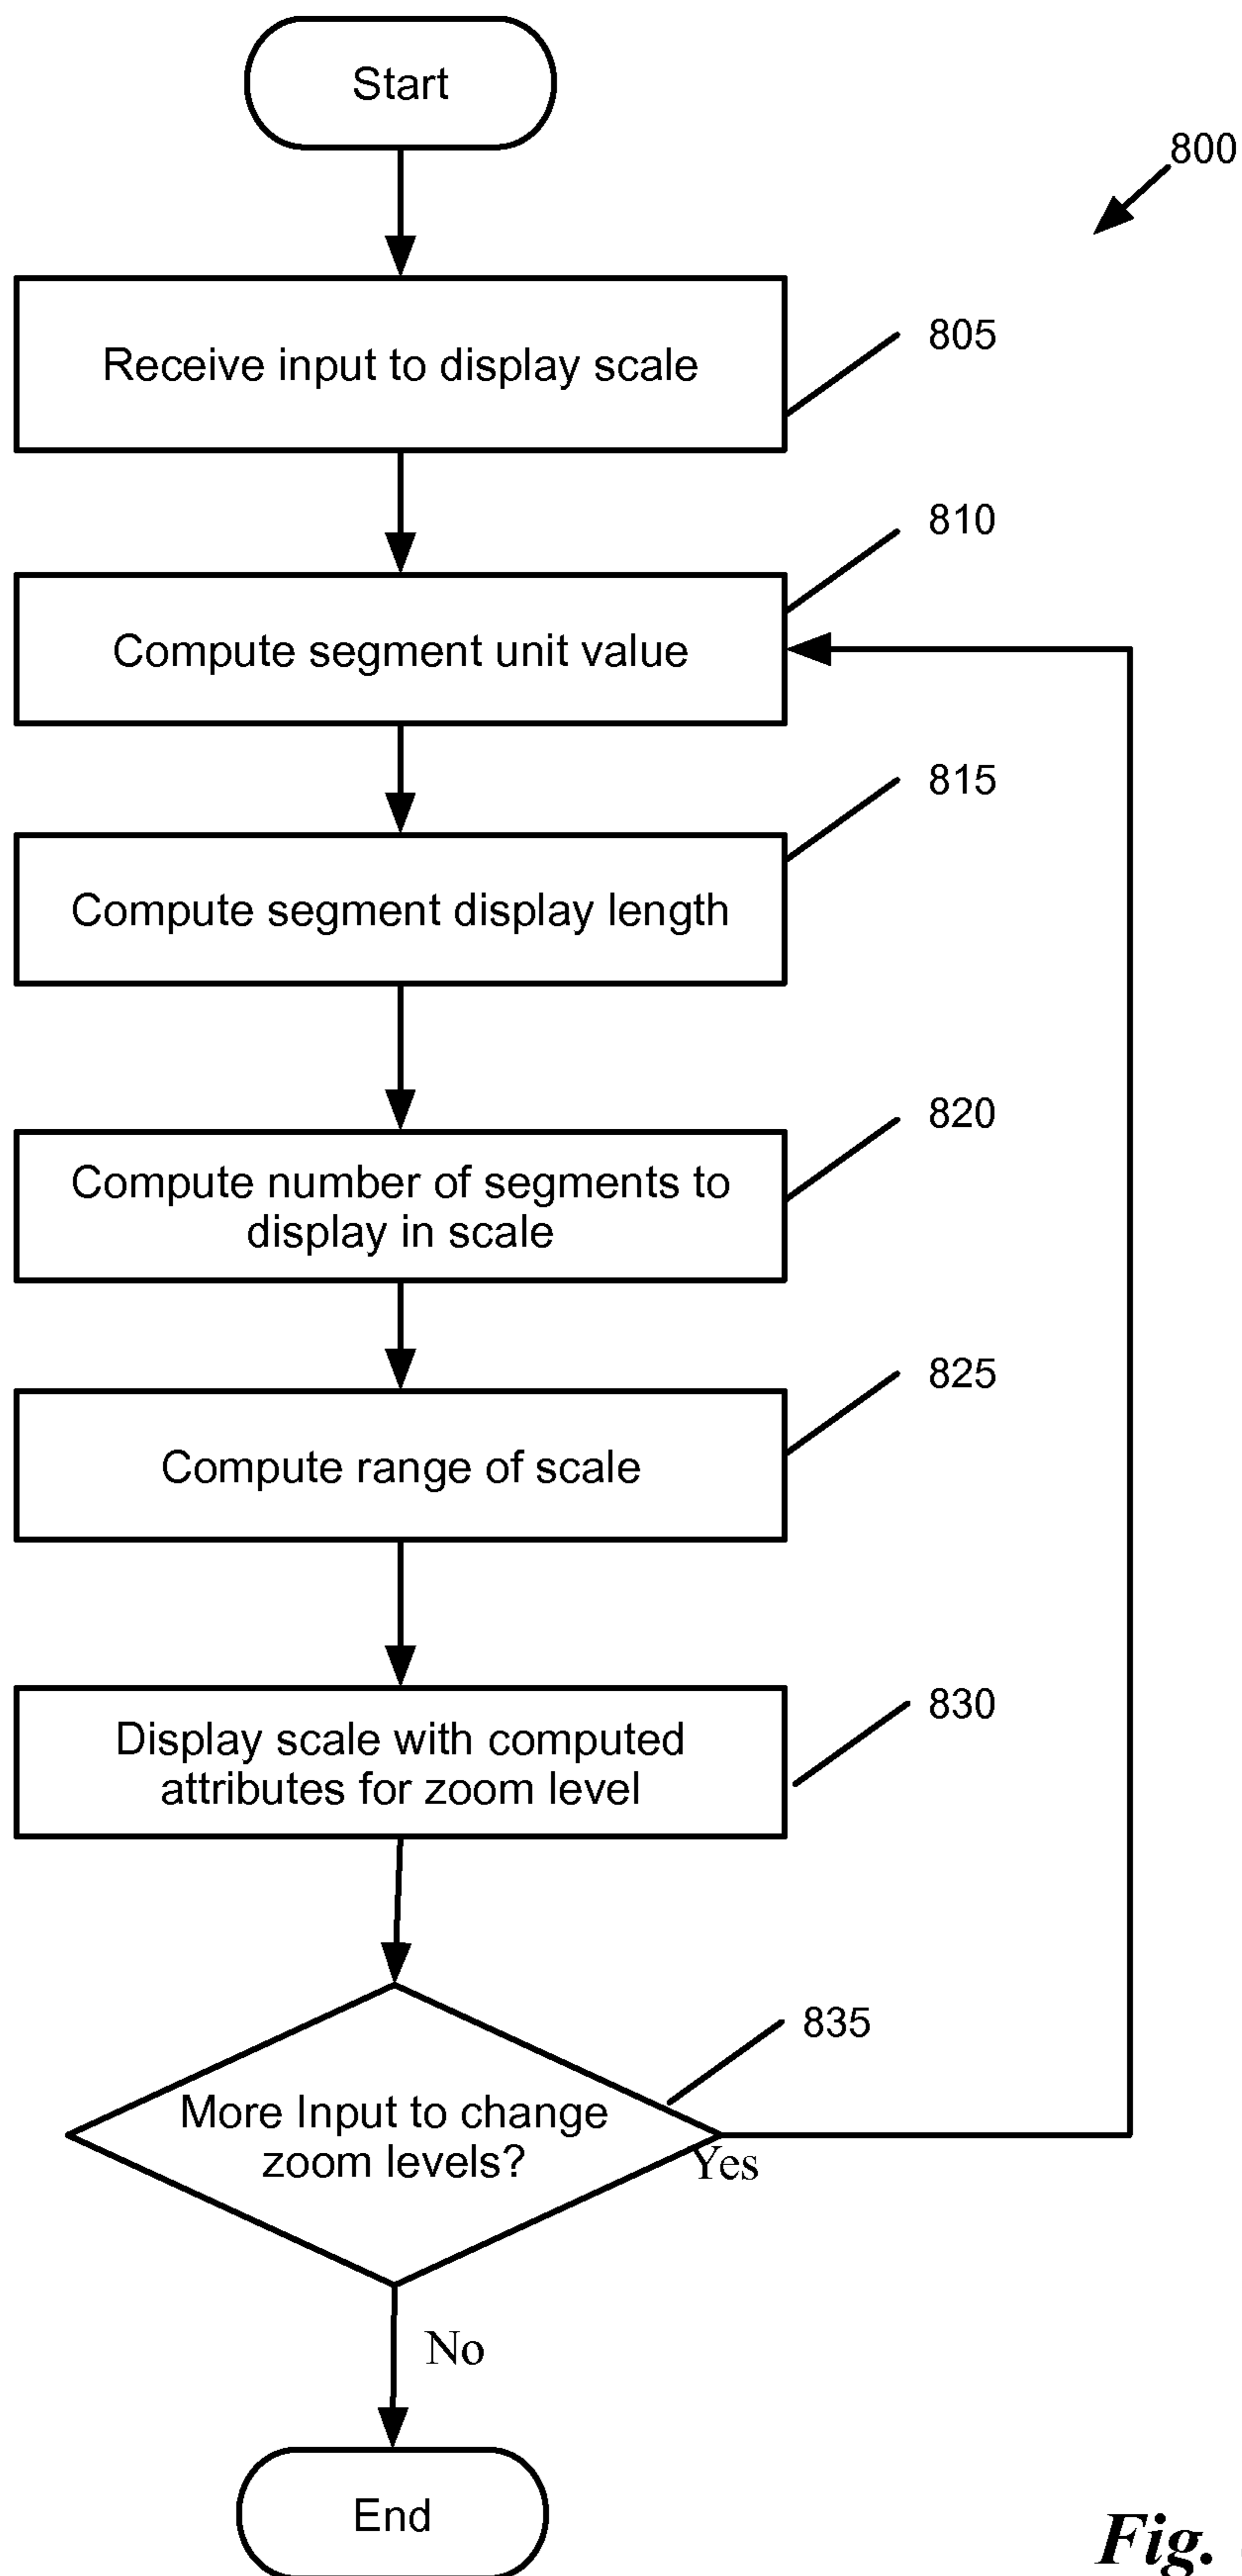 Start
800
Receive input to display scale
805
810
Compute segment unit value
815
Compute segment display length
820
Compute number of segments to
display in scale
825
Compute range of scale
830
Display scale with computed
attributes for zoom level
835
More Input to change
zoom levels?
Yes
No
End
Fig.